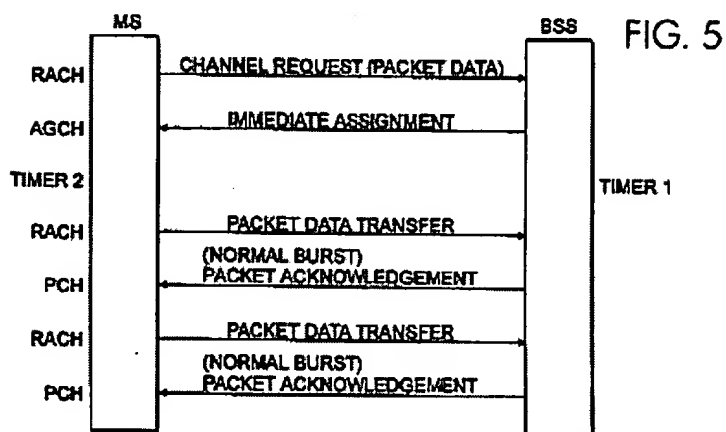 MS
BSS
FIG. 5
RACH
CHANNEL REQUEST (PACKET DATA)
AGCH
IMMEDIATE ASSIGNMENT
TIMER 2
TIMER 1
RACH
PACKET DATA TRANSFER
(NORMAL BURST)
PCH
PACKET ACKNOWLEDGEMENT
RACH
PACKET DATA TRANSFER
(NORMAL BURST)
PCH
PACKET ACKNOWLEDGEMENT